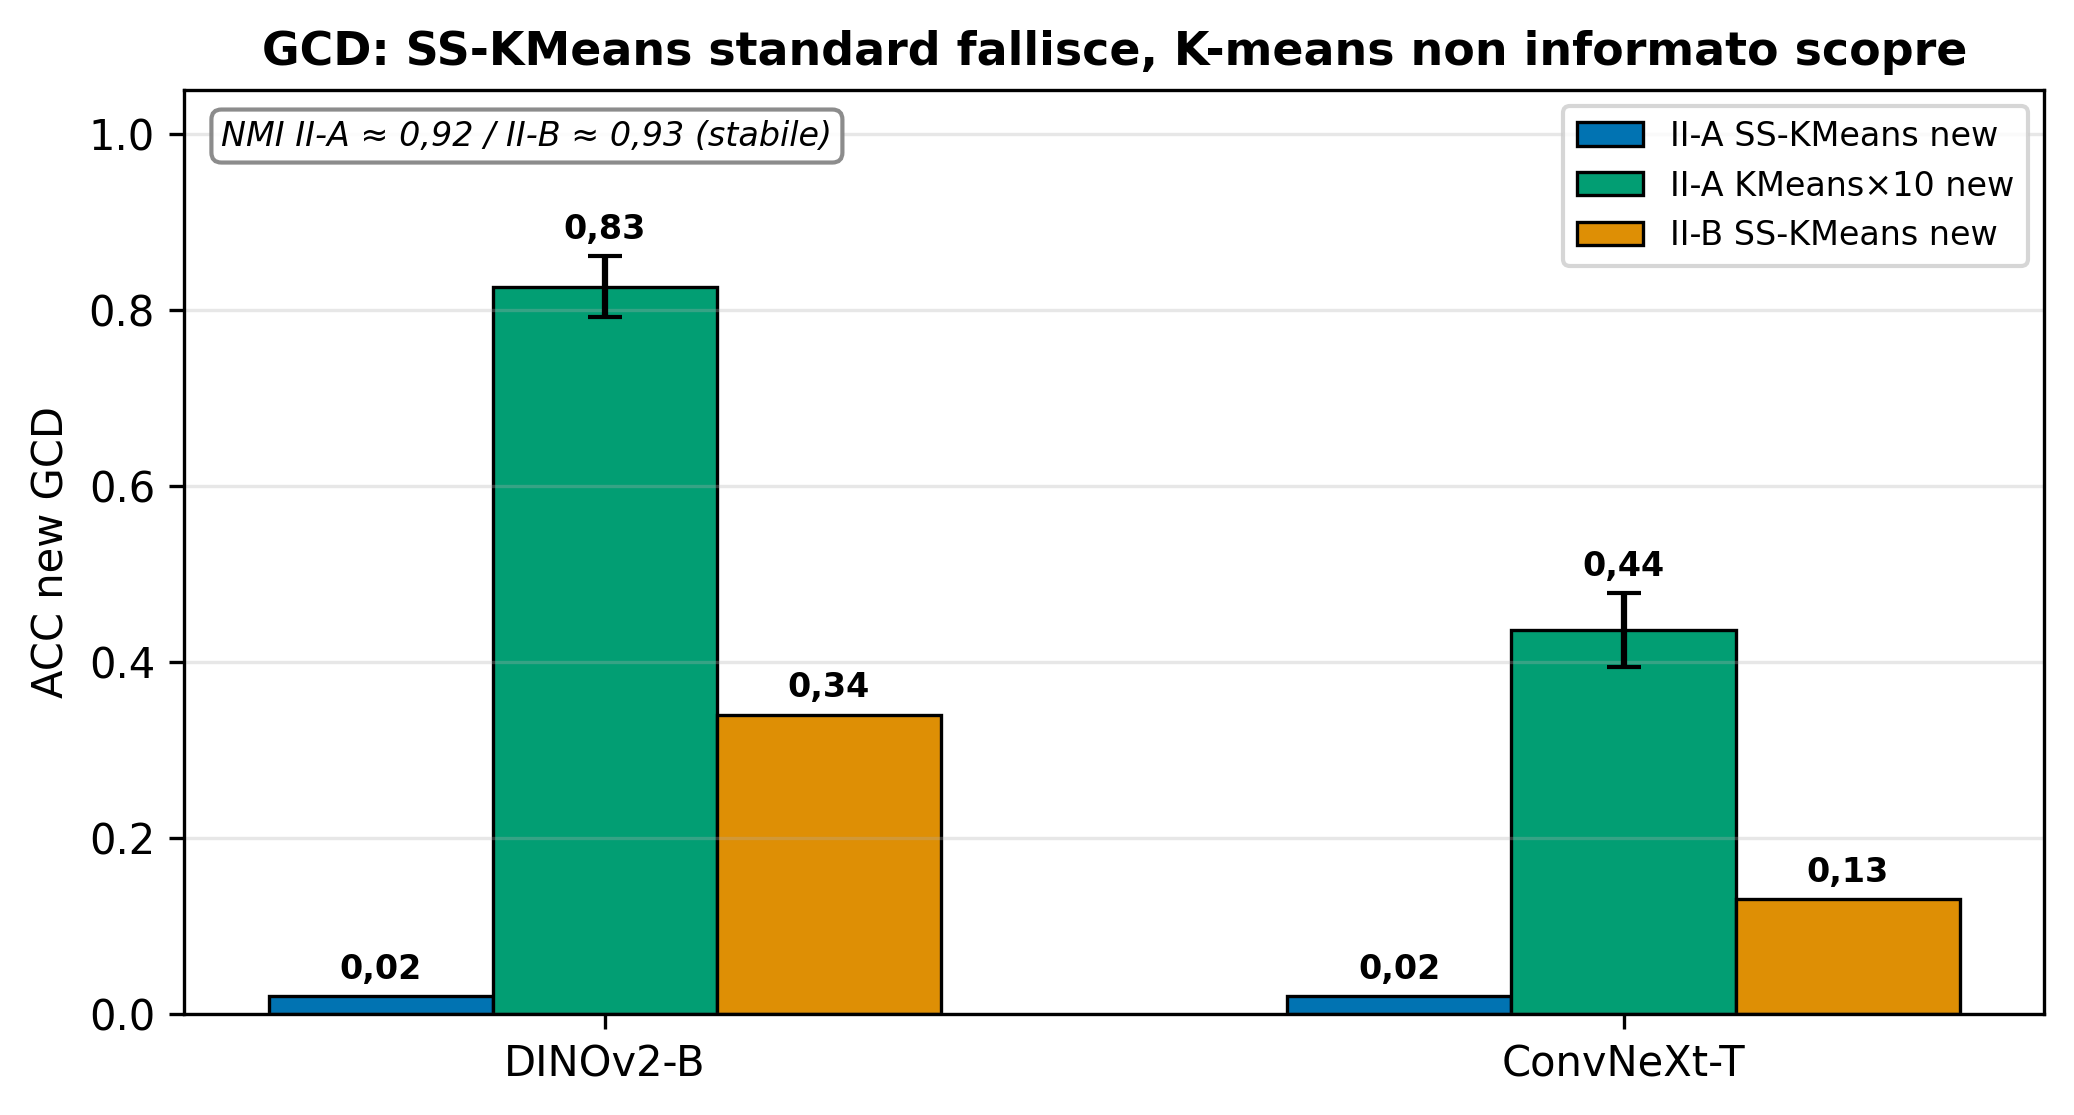 GCD: SS-KMeans standard fallisce, K-means non informato scopre
NMI II-A ≈ 0,92 / II-B ≈ 0,93 (stabile)
II-A SS-KMeans new
II-A KMeans×10 new
II-B SS-KMeans new
ACC new GCD
1.0
0.8
0.6
0.4
0.2
0.0
0,02
0,83
0,34
0,02
0,44
0,13
DINOv2-B
ConvNeXt-T